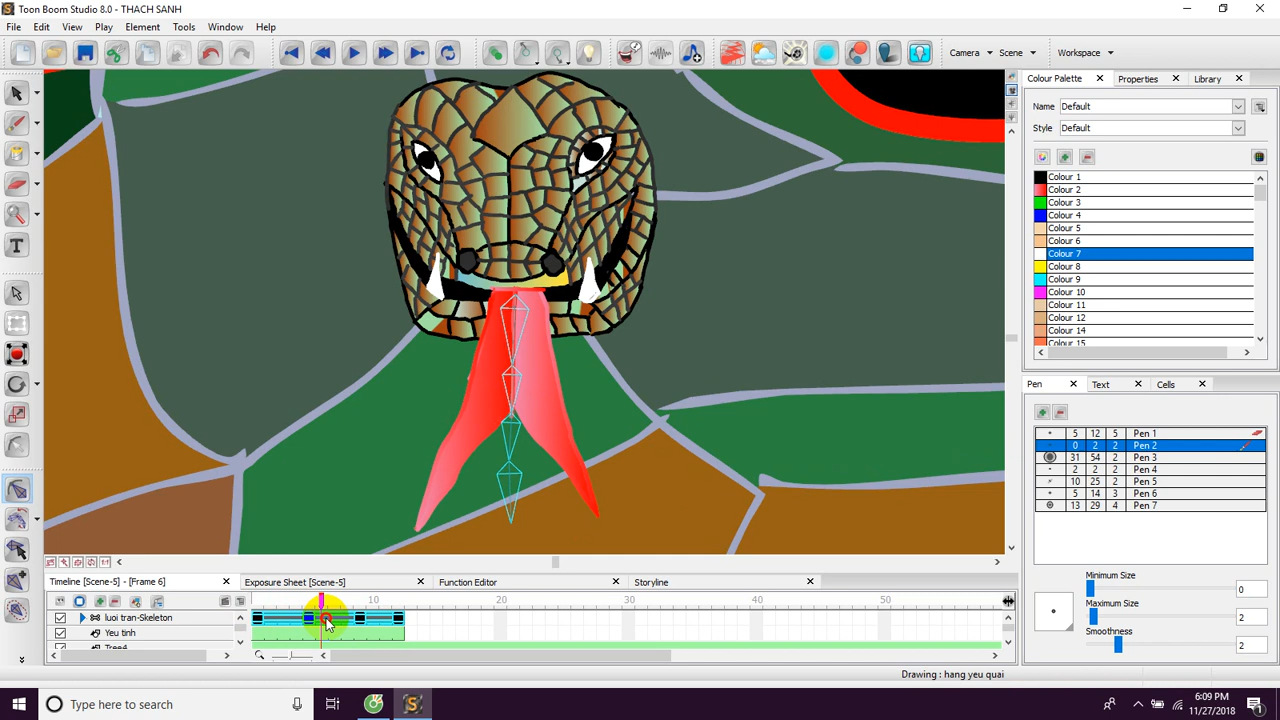 Toon Boom Studio 8.0 - THACH SANH
File Edit View Play Element Tools Window Help
Camera Scene Workspace
Colour Palette Properties Library
Name Default
Style Default
Colour 1
Colour 2
Colour 3
Colour 4
Colour 5
Colour 6
Colour 7
Colour 8
Colour 9
Colour 10
Colour 11
Colour 12
Colour 14
Colour 15
Pen Text Cells
5 12 5 Pen 1
0 2 2 Pen 2
31 54 2 Pen 3
2 2 2 Pen 4
10 25 2 Pen 5
5 14 3 Pen 6
13 29 4 Pen 7
Minimum Size
0
Maximum Size
2
Smoothness
2
Timeline [Scene-5] - [Frame 6] Exposure Sheet [Scene-5] Function Editor Storyline
10 20 30 40 50
luoi tran-Skeleton
Yeu tinh
Tree4
Drawing : hang yeu quai
Type here to search
6:09 PM
11/27/2018